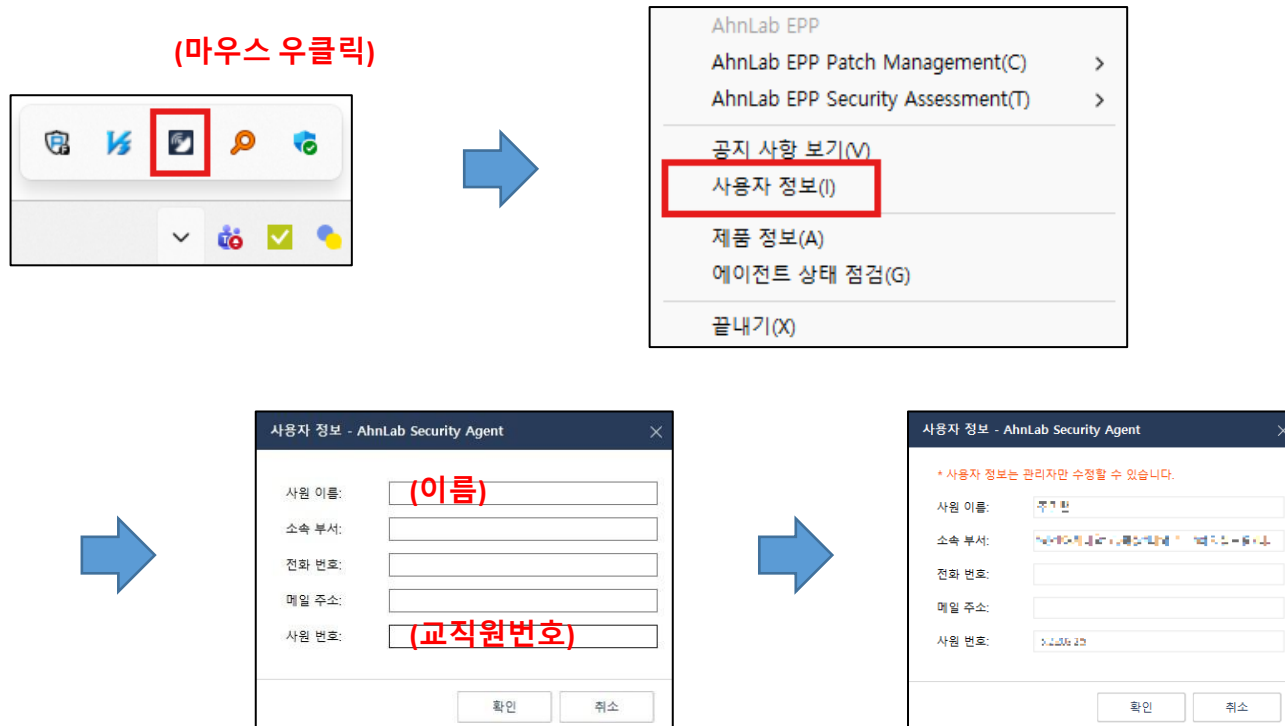 (마우스 우클릭)
AhnLab EPP
AhnLab EPP Patch Management(C)
AhnLab EPP Security Assessment(T)
공지 사항 보기(V)
사용자 정보(I)
제품 정보(A)
에이전트 상태 점검(G)
끝내기(X)
사용자 정보 - AhnLab Security Agent
사원 이름: (이름)
소속 부서:
전화 번호:
메일 주소:
사원 번호: (교직원번호)
확인 취소
사용자 정보 - AhnLab Security Agent
* 사용자 정보는 관리자만 수정할 수 있습니다.
사원 이름:
소속 부서:
전화 번호:
메일 주소:
사원 번호:
확인 취소